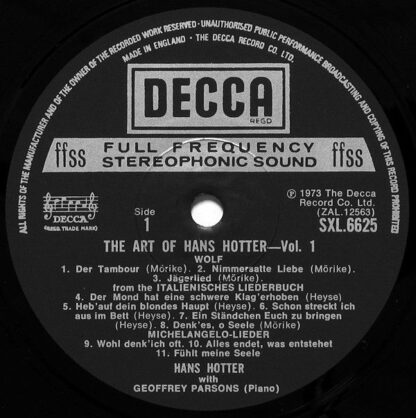 ALL RIGHTS OF THE MANUFACTURER AND OF THE OWNER OF THE RECORDED WORK RESERVED · UNAUTHORISED PUBLIC PERFORMANCE BROADCASTING AND COPYING OF THIS RECORD PROHIBITED
MADE IN ENGLAND · THE DECCA RECORD CO. LTD.
DECCA
REGD
ffss FULL FREQUENCY ffss
STEREOPHONIC SOUND
DECCA
(REGD. TRADE MARK)
Side
1
℗ 1973 The Decca
Record Co. Ltd.
(ZAL.12563)
SXL.6625
THE ART OF HANS HOTTER—Vol. 1
WOLF
1. Der Tambour (Mörike). 2. Nimmersatte Liebe (Mörike).
3. Jägerlied (Mörike)
from the ITALIENISCHES LIEDERBUCH
4. Der Mond hat eine schwere Klag'erhoben (Heyse)
5. Heb'auf dein blondes Haupt (Heyse) 6. Schon streckt ich
aus im Bett (Heyse) 7. Ein Ständchen Euch zu bringen
(Heyse) 8. Denk'es, o Seele (Mörike)
MICHELANGELO-LIEDER
9. Wohl denk'ich oft. 10. Alles endet, was entstehet
11. Fühlt meine Seele
HANS HOTTER
with
GEOFFREY PARSONS (Piano)